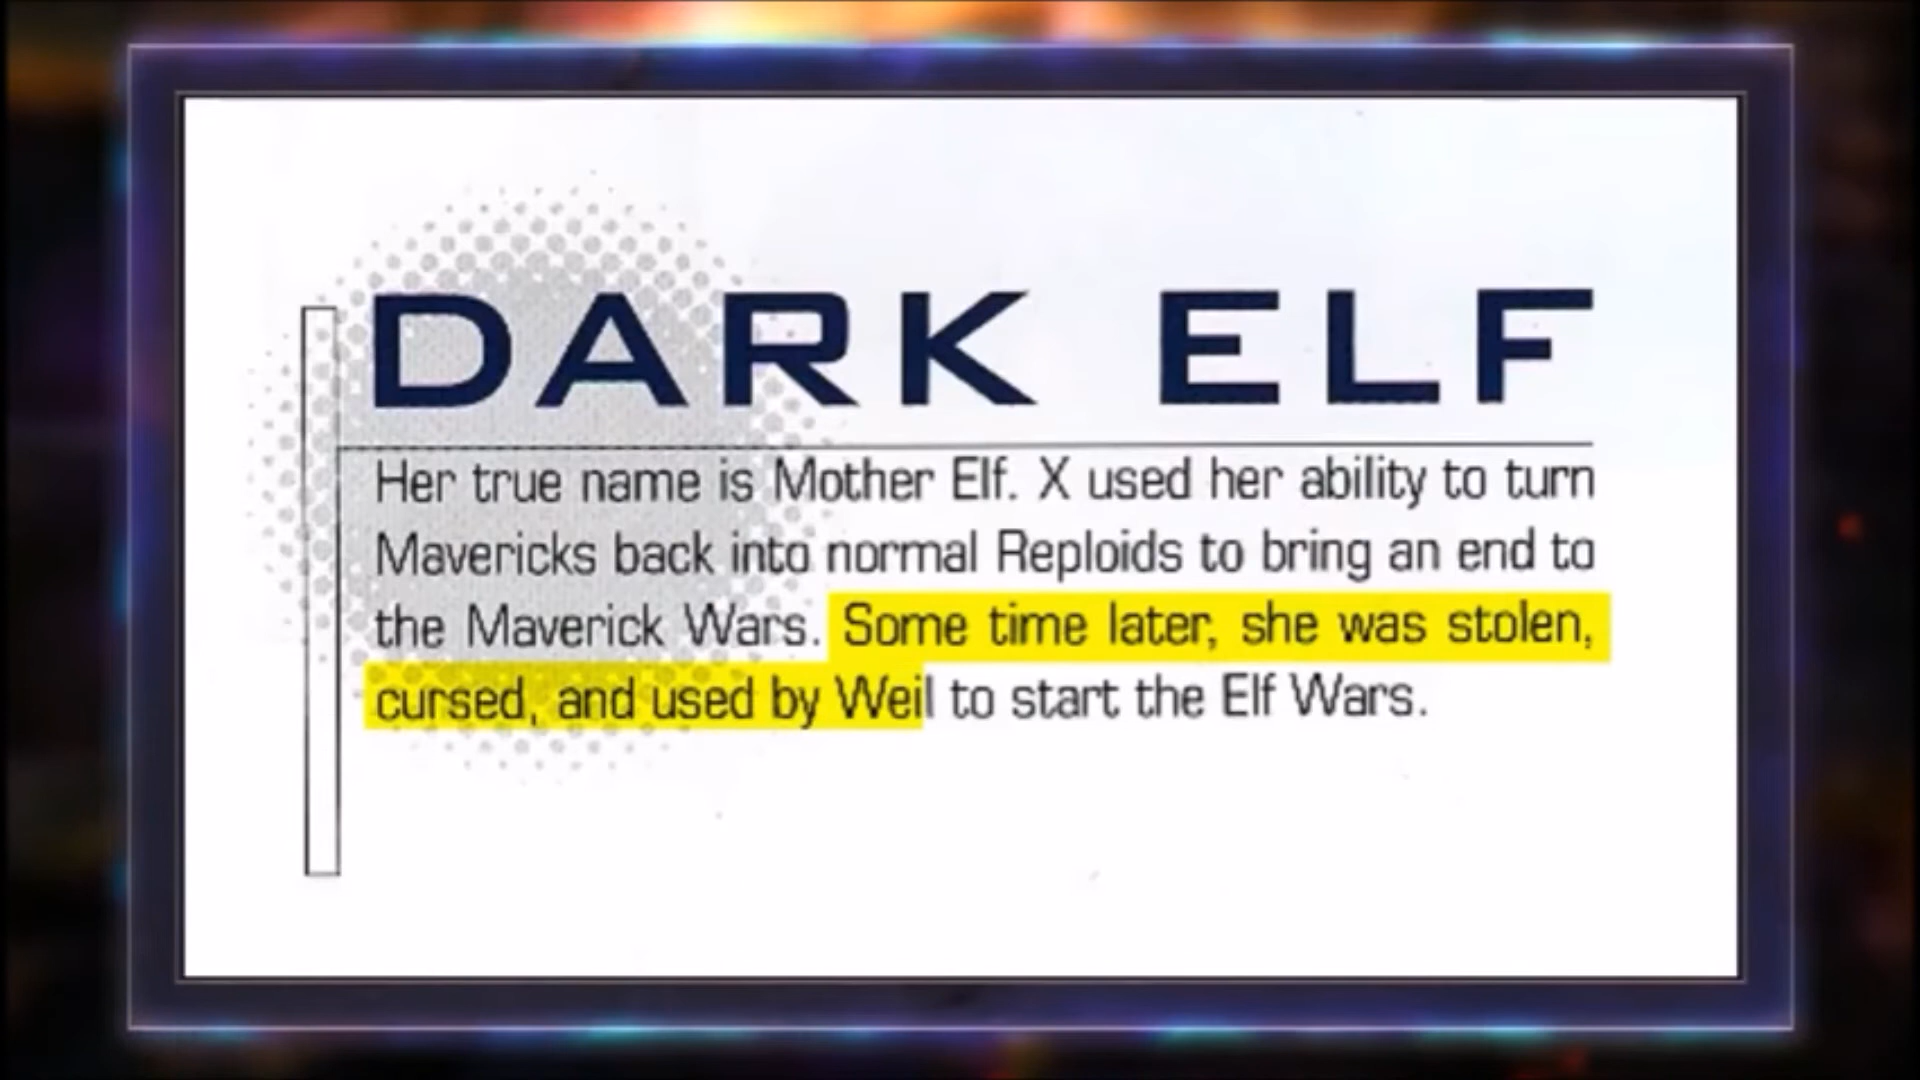 DARK ELF
Her true name is Mother Elf. X used her ability to turn
Mavericks back into normal Reploids to bring an end to
the Maverick Wars. Some time later, she was stolen,
cursed, and used by Weil to start the Elf Wars.